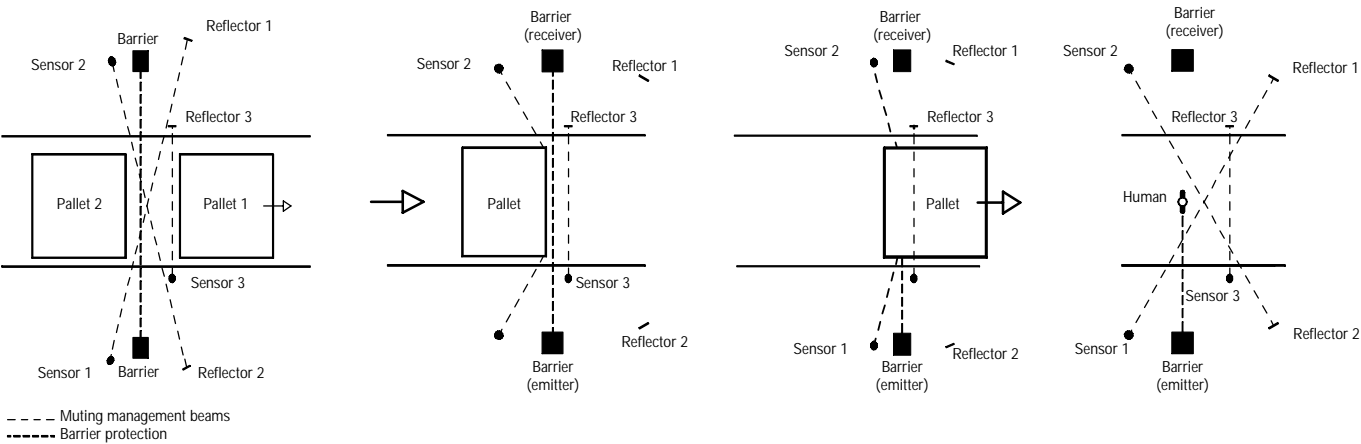 Reflector 1
Barrier
Sensor 2
Reflector 3
Pallet 2
Pallet 1
Sensor 3
Sensor 1
Barrier
Reflector 2
Barrier
(receiver)
Sensor 2
Reflector 1
Reflector 3
Pallet
Sensor 3
Reflector 2
Barrier
(emitter)
Barrier
(receiver)
Sensor 2
Reflector 1
Reflector 3
Pallet
Sensor 3
Sensor 1
Reflector 2
Barrier
(emitter)
Barrier
(receiver)
Sensor 2
Reflector 1
Reflector 3
Human
Sensor 3
Sensor 1
Reflector 2
Barrier
(emitter)
Muting management beams
Barrier protection